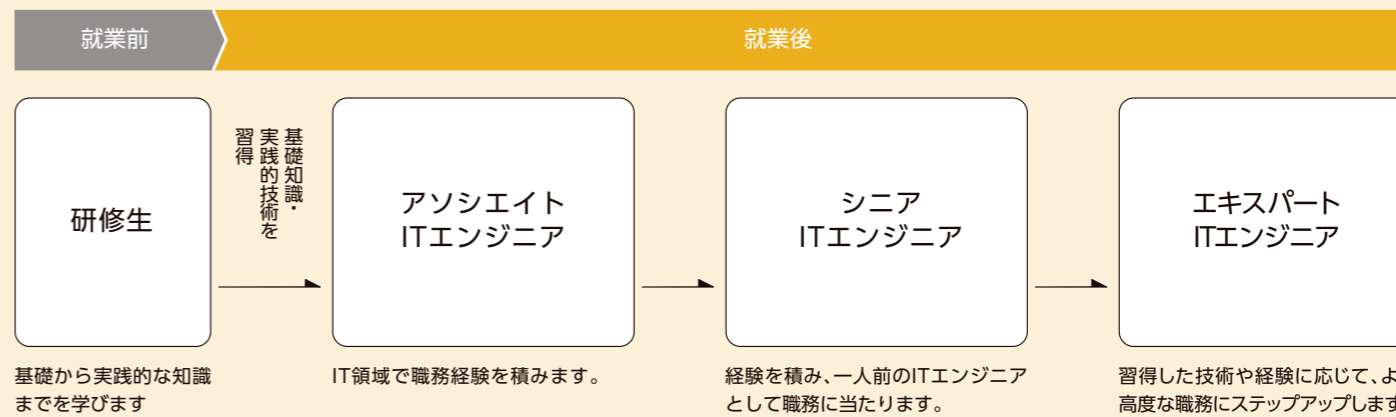 就業前
就業後
研修生
基礎知識・
実践的技術を
習得
アソシエイト
ITエンジニア
シニア
ITエンジニア
エキスパート
ITエンジニア
基礎から実践的な知識
までを学びます
IT領域で職務経験を積みます。
経験を積み、一人前のITエンジニア
として職務に当たります。
習得した技術や経験に応じて、よ
高度な職務にステップアップします